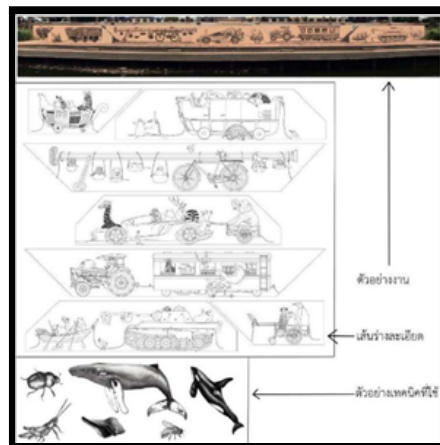 ตัวอย่างงาน
เส้นร่างละเอียด
ตัวอย่างเทคนิคที่ใช้